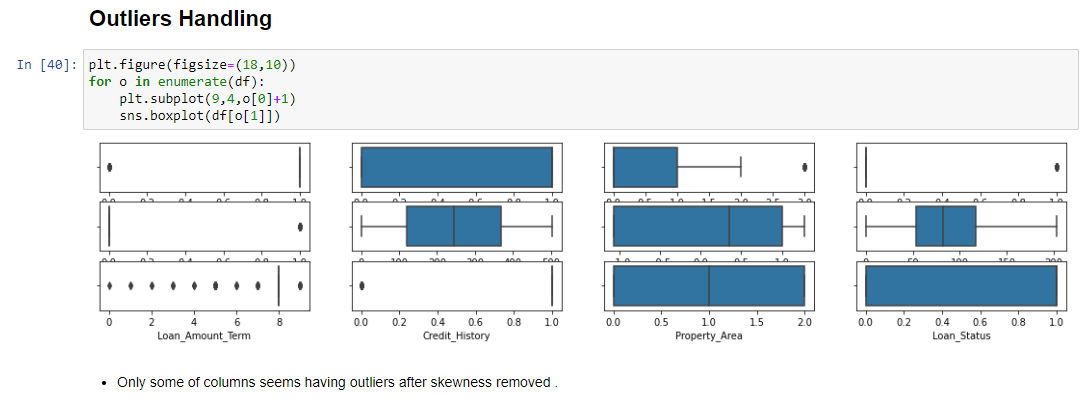 Outliers Handling
In [40]: plt.figure(figsize=(18,10))
for o in enumerate(df):
    plt.subplot(9,4,o[0]+1)
    sns.boxplot(df[o[1]])
0 2 4 6 8
Loan_Amount_Term
0.0 0.2 0.4 0.6 0.8 1.0
Credit_History
0.0 0.5 1.0 1.5 2.0
Property_Area
0.0 0.2 0.4 0.6 0.8 1.0
Loan_Status
• Only some of columns seems having outliers after skewness removed .